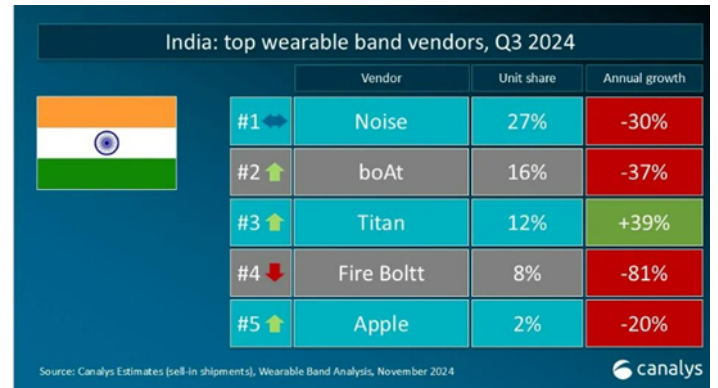 India: top wearable band vendors, Q3 2024
Vendor Unit share Annual growth
#1 Noise 27% -30%
#2 boAt 16% -37%
#3 Titan 12% +39%
#4 Fire Boltt 8% -81%
#5 Apple 2% -20%
Source: Canalys Estimates (sell-in shipments), Wearable Band Analysis, November 2024
canalys